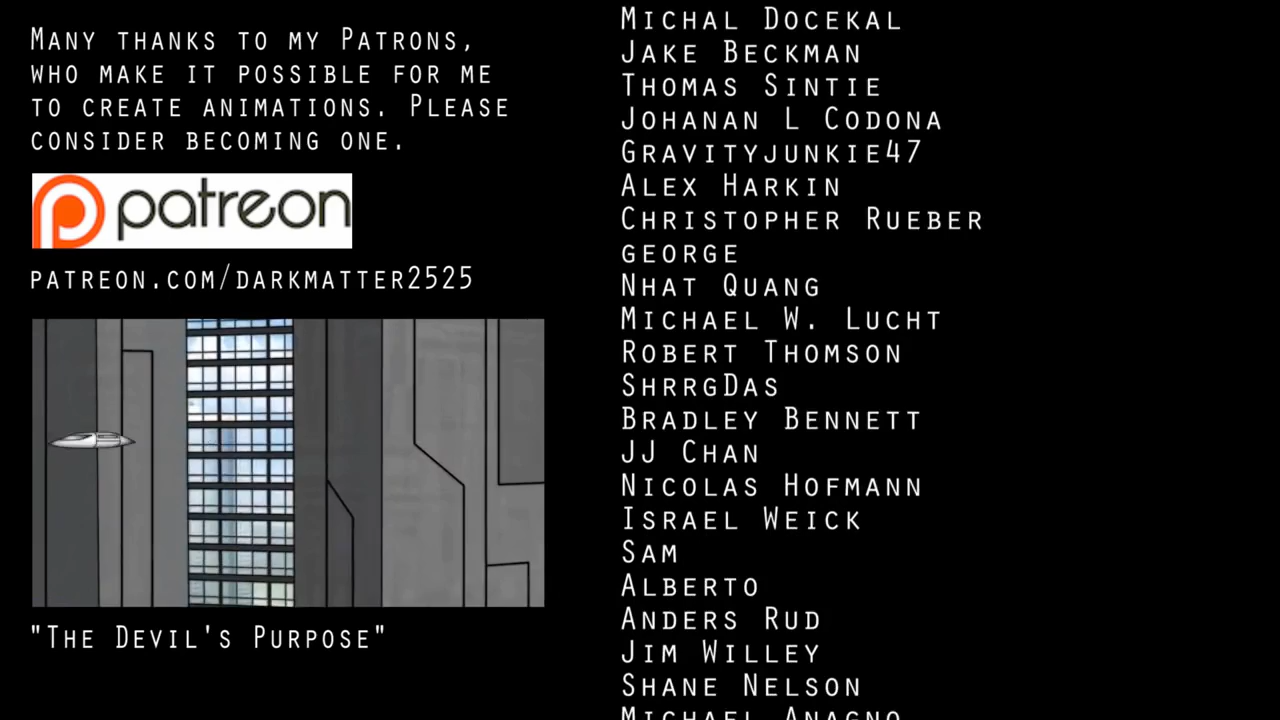 Many thanks to my Patrons,
who make it possible for me
to create animations. Please
consider becoming one.
patreon
patreon.com/darkmatter2525
"The Devil's Purpose"
Michal Docekal
Jake Beckman
Thomas Sintie
Johanan L Codona
Gravityjunkie47
Alex Harkin
Christopher Rueber
george
Nhat Quang
Michael W. Lucht
Robert Thomson
ShrrgDas
Bradley Bennett
JJ Chan
Nicolas Hofmann
Israel Weick
Sam
Alberto
Anders Rud
Jim Willey
Shane Nelson
Michael Anagno